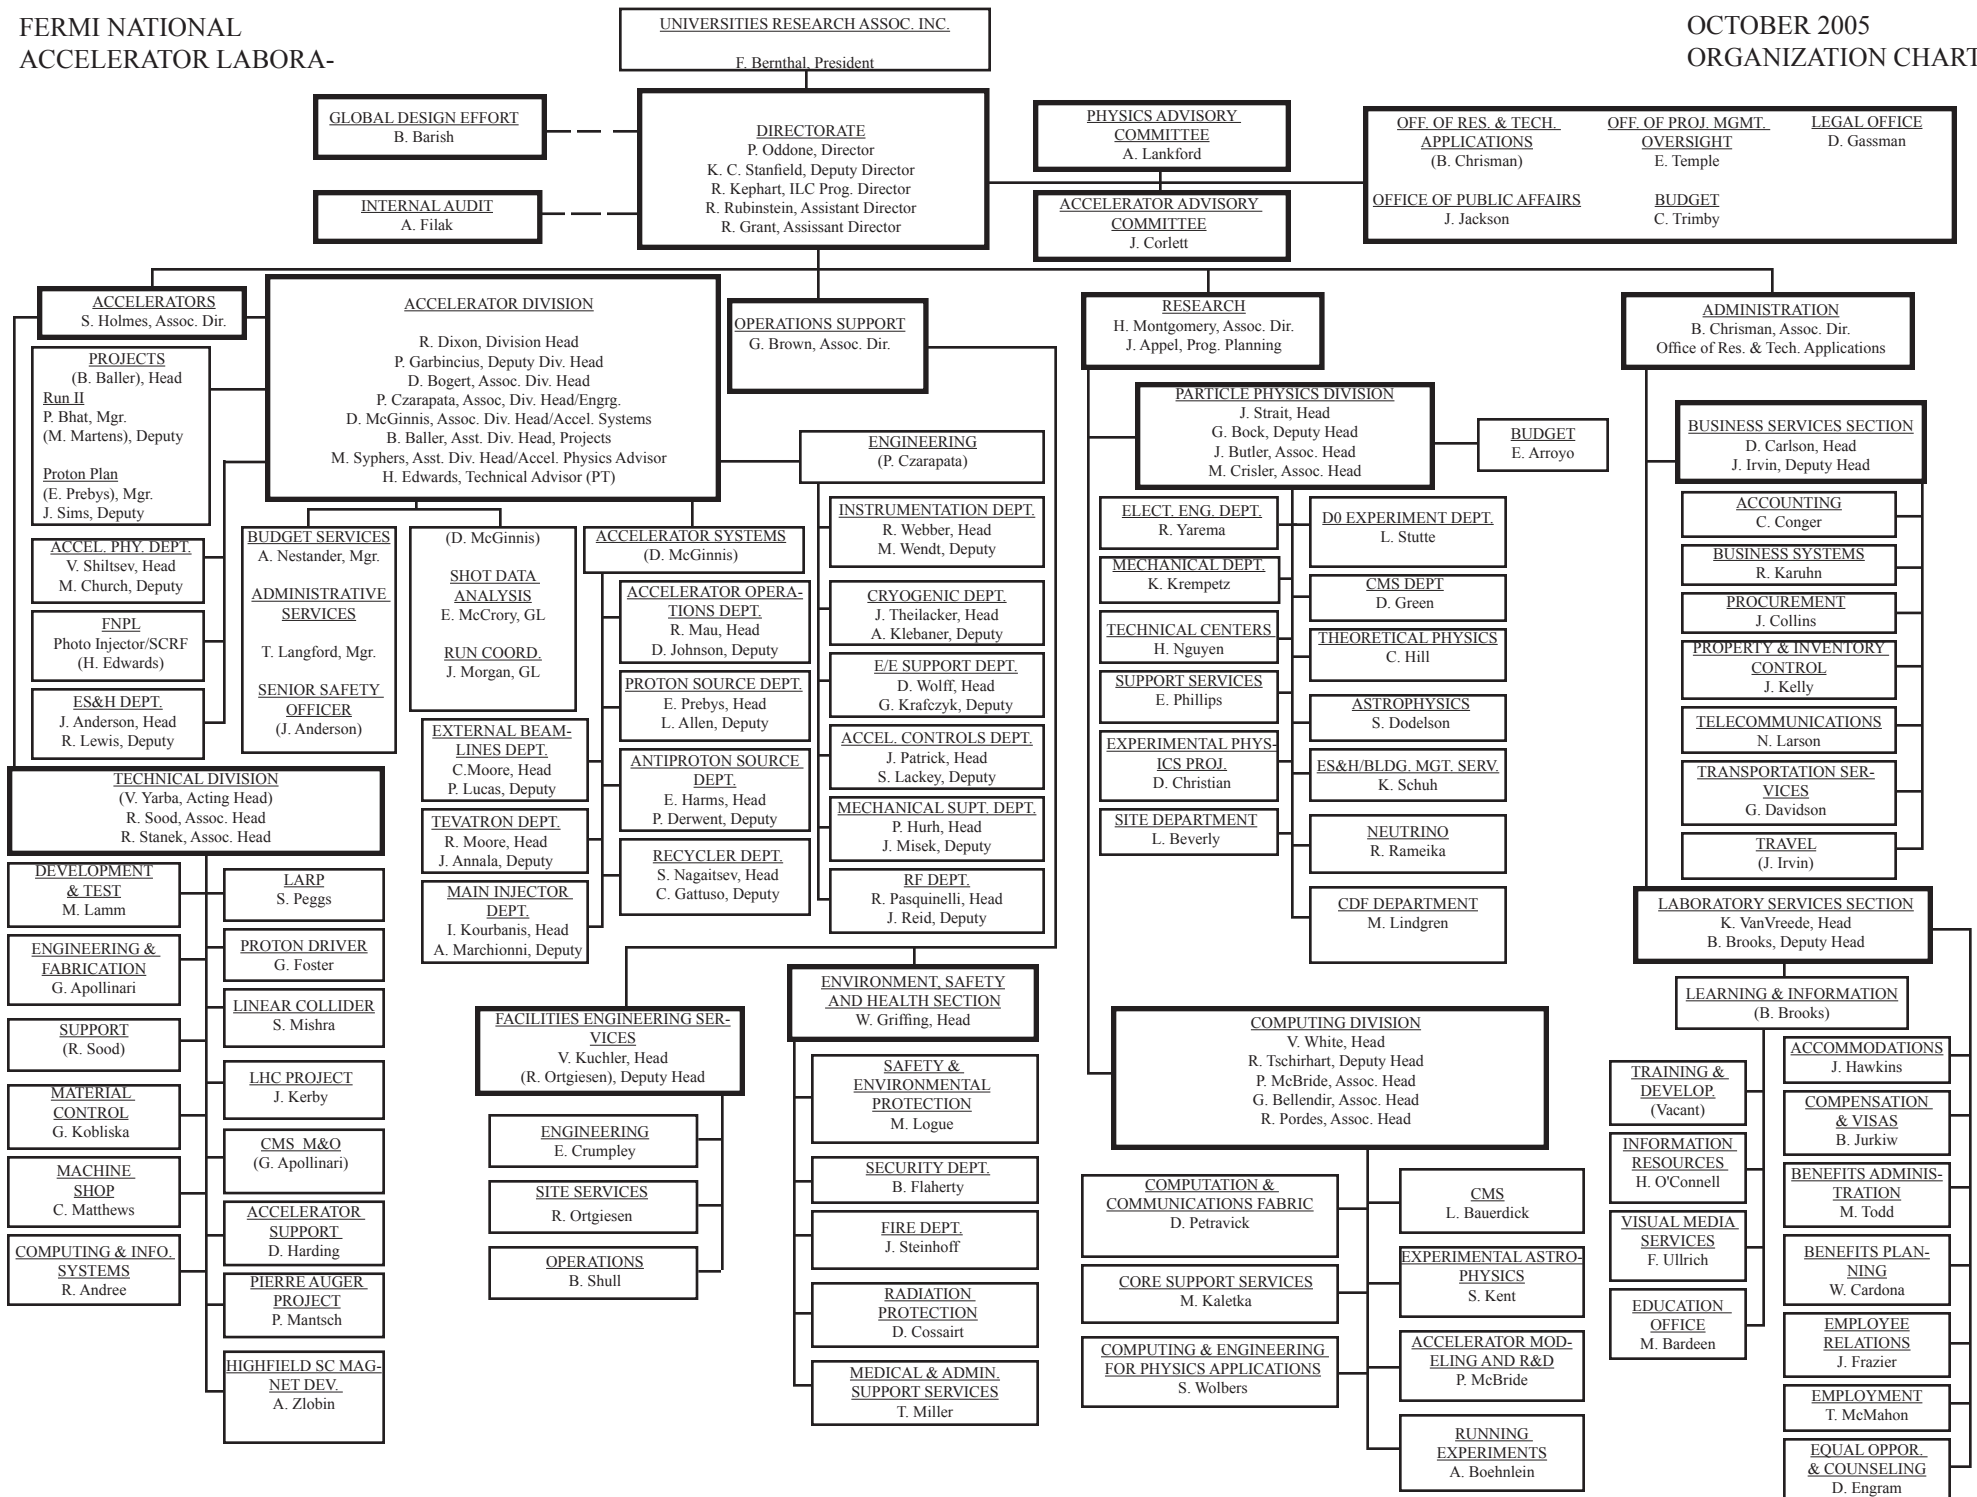 FERMI NATIONAL
ACCELERATOR LABORA-
OCTOBER 2005
ORGANIZATION CHART
UNIVERSITIES RESEARCH ASSOC. INC.
F. Bernthal, President
GLOBAL DESIGN EFFORT
B. Barish
INTERNAL AUDIT
A. Filak
DIRECTORATE
P. Oddone, Director
K. C. Stanfield, Deputy Director
R. Kephart, ILC Prog. Director
R. Rubinstein, Assistant Director
R. Grant, Assissant Director
PHYSICS ADVISORY
COMMITTEE
A. Lankford
ACCELERATOR ADVISORY
COMMITTEE
J. Corlett
OFF. OF RES. & TECH.
APPLICATIONS
(B. Chrisman)
OFF. OF PROJ. MGMT.
OVERSIGHT
E. Temple
LEGAL OFFICE
D. Gassman
OFFICE OF PUBLIC AFFAIRS
J. Jackson
BUDGET
C. Trimby
ACCELERATORS
S. Holmes, Assoc. Dir.
ACCELERATOR DIVISION
R. Dixon, Division Head
P. Garbincius, Deputy Div. Head
D. Bogert, Assoc. Div. Head
P. Czarapata, Assoc, Div. Head/Engrg.
D. McGinnis, Assoc. Div. Head/Accel. Systems
B. Baller, Asst. Div. Head, Projects
M. Syphers, Asst. Div. Head/Accel. Physics Advisor
H. Edwards, Technical Advisor (PT)
OPERATIONS SUPPORT
G. Brown, Assoc. Dir.
RESEARCH
H. Montgomery, Assoc. Dir.
J. Appel, Prog. Planning
ADMINISTRATION
B. Chrisman, Assoc. Dir.
Office of Res. & Tech. Applications
PROJECTS
(B. Baller), Head
Run II
P. Bhat, Mgr.
(M. Martens), Deputy
Proton Plan
(E. Prebys), Mgr.
J. Sims, Deputy
ACCEL. PHY. DEPT.
V. Shiltsev, Head
M. Church, Deputy
FNPL
Photo Injector/SCRF
(H. Edwards)
ES&H DEPT.
J. Anderson, Head
R. Lewis, Deputy
BUDGET SERVICES
A. Nestander, Mgr.
ADMINISTRATIVE
SERVICES
T. Langford, Mgr.
SENIOR SAFETY
OFFICER
(J. Anderson)
(D. McGinnis)
SHOT DATA
ANALYSIS
E. McCrory, GL
RUN COORD.
J. Morgan, GL
ACCELERATOR SYSTEMS
(D. McGinnis)
ACCELERATOR OPERA-
TIONS DEPT.
R. Mau, Head
D. Johnson, Deputy
PROTON SOURCE DEPT.
E. Prebys, Head
L. Allen, Deputy
EXTERNAL BEAM-
LINES DEPT.
C.Moore, Head
P. Lucas, Deputy
ANTIPROTON SOURCE
DEPT.
E. Harms, Head
P. Derwent, Deputy
TEVATRON DEPT.
R. Moore, Head
J. Annala, Deputy
RECYCLER DEPT.
S. Nagaitsev, Head
C. Gattuso, Deputy
MAIN INJECTOR
DEPT.
I. Kourbanis, Head
A. Marchionni, Deputy
ENGINEERING
(P. Czarapata)
INSTRUMENTATION DEPT.
R. Webber, Head
M. Wendt, Deputy
CRYOGENIC DEPT.
J. Theilacker, Head
A. Klebaner, Deputy
E/E SUPPORT DEPT.
D. Wolff, Head
G. Krafczyk, Deputy
ACCEL. CONTROLS DEPT.
J. Patrick, Head
S. Lackey, Deputy
MECHANICAL SUPT. DEPT.
P. Hurh, Head
J. Misek, Deputy
RF DEPT.
R. Pasquinelli, Head
J. Reid, Deputy
PARTICLE PHYSICS DIVISION
J. Strait, Head
G. Bock, Deputy Head
J. Butler, Assoc. Head
M. Crisler, Assoc. Head
BUDGET
E. Arroyo
ELECT. ENG. DEPT.
R. Yarema
MECHANICAL DEPT.
K. Krempetz
TECHNICAL CENTERS
H. Nguyen
SUPPORT SERVICES
E. Phillips
EXPERIMENTAL PHYS-
ICS PROJ.
D. Christian
SITE DEPARTMENT
L. Beverly
D0 EXPERIMENT DEPT.
L. Stutte
CMS DEPT
D. Green
THEORETICAL PHYSICS
C. Hill
ASTROPHYSICS
S. Dodelson
ES&H/BLDG. MGT. SERV.
K. Schuh
NEUTRINO
R. Rameika
CDF DEPARTMENT
M. Lindgren
BUSINESS SERVICES SECTION
D. Carlson, Head
J. Irvin, Deputy Head
ACCOUNTING
C. Conger
BUSINESS SYSTEMS
R. Karuhn
PROCUREMENT
J. Collins
PROPERTY & INVENTORY
CONTROL
J. Kelly
TELECOMMUNICATIONS
N. Larson
TRANSPORTATION SER-
VICES
G. Davidson
TRAVEL
(J. Irvin)
LABORATORY SERVICES SECTION
K. VanVreede, Head
B. Brooks, Deputy Head
LEARNING & INFORMATION
(B. Brooks)
TRAINING &
DEVELOP.
(Vacant)
INFORMATION
RESOURCES
H. O'Connell
VISUAL MEDIA
SERVICES
F. Ullrich
EDUCATION
OFFICE
M. Bardeen
ACCOMMODATIONS
J. Hawkins
COMPENSATION
& VISAS
B. Jurkiw
BENEFITS ADMINIS-
TRATION
M. Todd
BENEFITS PLAN-
NING
W. Cardona
EMPLOYEE
RELATIONS
J. Frazier
EMPLOYMENT
T. McMahon
EQUAL OPPOR.
& COUNSELING
D. Engram
TECHNICAL DIVISION
(V. Yarba, Acting Head)
R. Sood, Assoc. Head
R. Stanek, Assoc. Head
DEVELOPMENT
& TEST
M. Lamm
ENGINEERING &
FABRICATION
G. Apollinari
SUPPORT
(R. Sood)
MATERIAL
CONTROL
G. Kobliska
MACHINE
SHOP
C. Matthews
COMPUTING & INFO.
SYSTEMS
R. Andree
LARP
S. Peggs
PROTON DRIVER
G. Foster
LINEAR COLLIDER
S. Mishra
LHC PROJECT
J. Kerby
CMS M&O
(G. Apollinari)
ACCELERATOR
SUPPORT
D. Harding
PIERRE AUGER
PROJECT
P. Mantsch
HIGHFIELD SC MAG-
NET DEV.
A. Zlobin
FACILITIES ENGINEERING SER-
VICES
V. Kuchler, Head
(R. Ortgiesen), Deputy Head
ENGINEERING
E. Crumpley
SITE SERVICES
R. Ortgiesen
OPERATIONS
B. Shull
ENVIRONMENT, SAFETY
AND HEALTH SECTION
W. Griffing, Head
SAFETY &
ENVIRONMENTAL
PROTECTION
M. Logue
SECURITY DEPT.
B. Flaherty
FIRE DEPT.
J. Steinhoff
RADIATION
PROTECTION
D. Cossairt
MEDICAL & ADMIN.
SUPPORT SERVICES
T. Miller
COMPUTING DIVISION
V. White, Head
R. Tschirhart, Deputy Head
P. McBride, Assoc. Head
G. Bellendir, Assoc. Head
R. Pordes, Assoc. Head
COMPUTATION &
COMMUNICATIONS FABRIC
D. Petravick
CORE SUPPORT SERVICES
M. Kaletka
COMPUTING & ENGINEERING
FOR PHYSICS APPLICATIONS
S. Wolbers
CMS
L. Bauerdick
EXPERIMENTAL ASTRO-
PHYSICS
S. Kent
ACCELERATOR MOD-
ELING AND R&D
P. McBride
RUNNING
EXPERIMENTS
A. Boehnlein